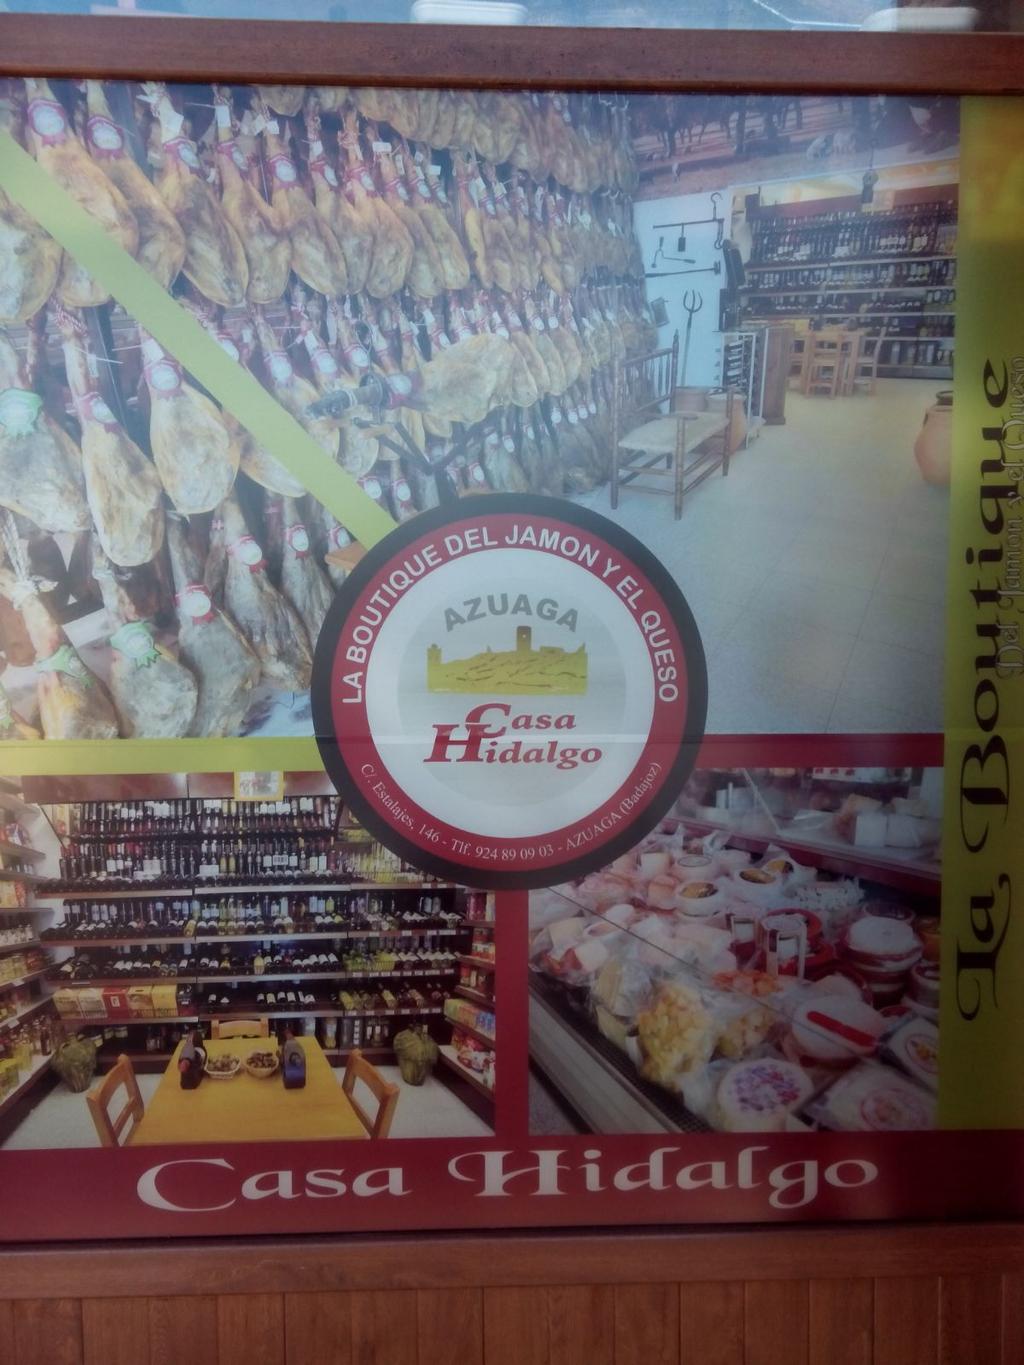 LA BOUTIQUE DEL JAMON Y EL QUESO
AZUAGA
Casa
Hidalgo
C/. Estalajes, 146 - Tlf. 924 89 09 03 - AZUAGA (Badajoz)
La Boutique
Del Jamon y el Queso
Casa Hidalgo